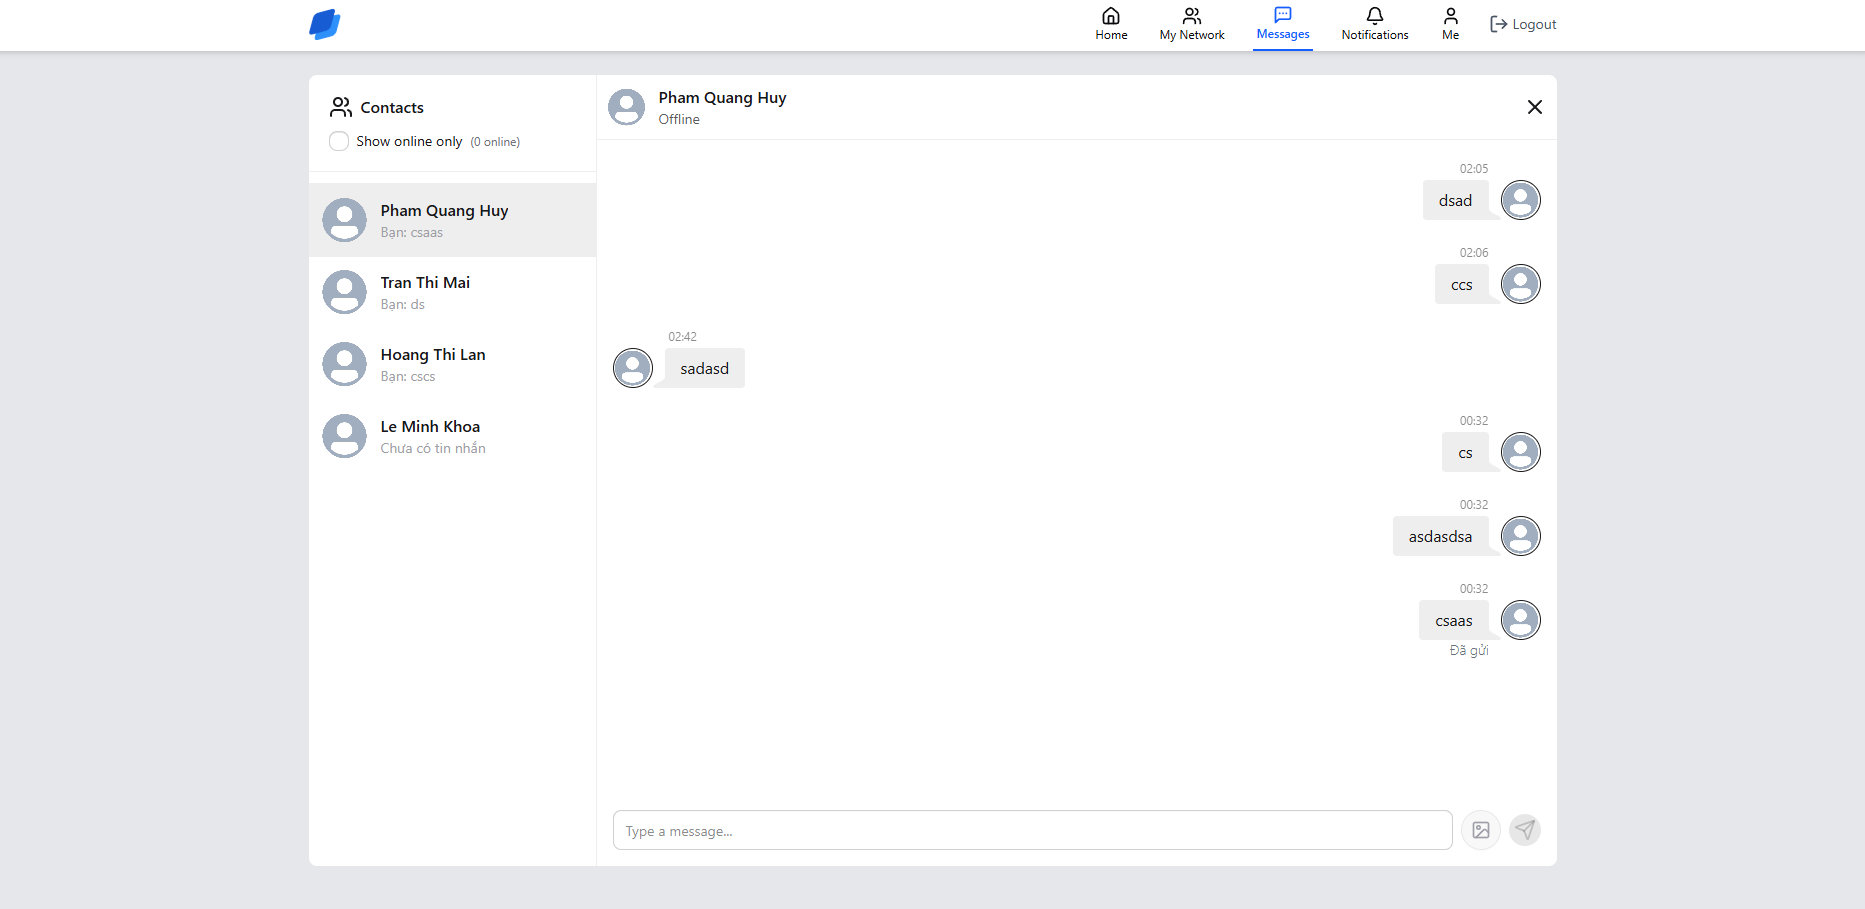 Home
My Network
Messages
Notifications
Me
Logout
Contacts
Show online only (0 online)
Pham Quang Huy
Bạn: csaas
Tran Thi Mai
Bạn: ds
Hoang Thi Lan
Bạn: cscs
Le Minh Khoa
Chưa có tin nhắn
Pham Quang Huy
Offline
02:05
dsad
02:06
ccs
02:42
sadasd
00:32
cs
00:32
asdasdsa
00:32
csaas
Đã gửi
Type a message...